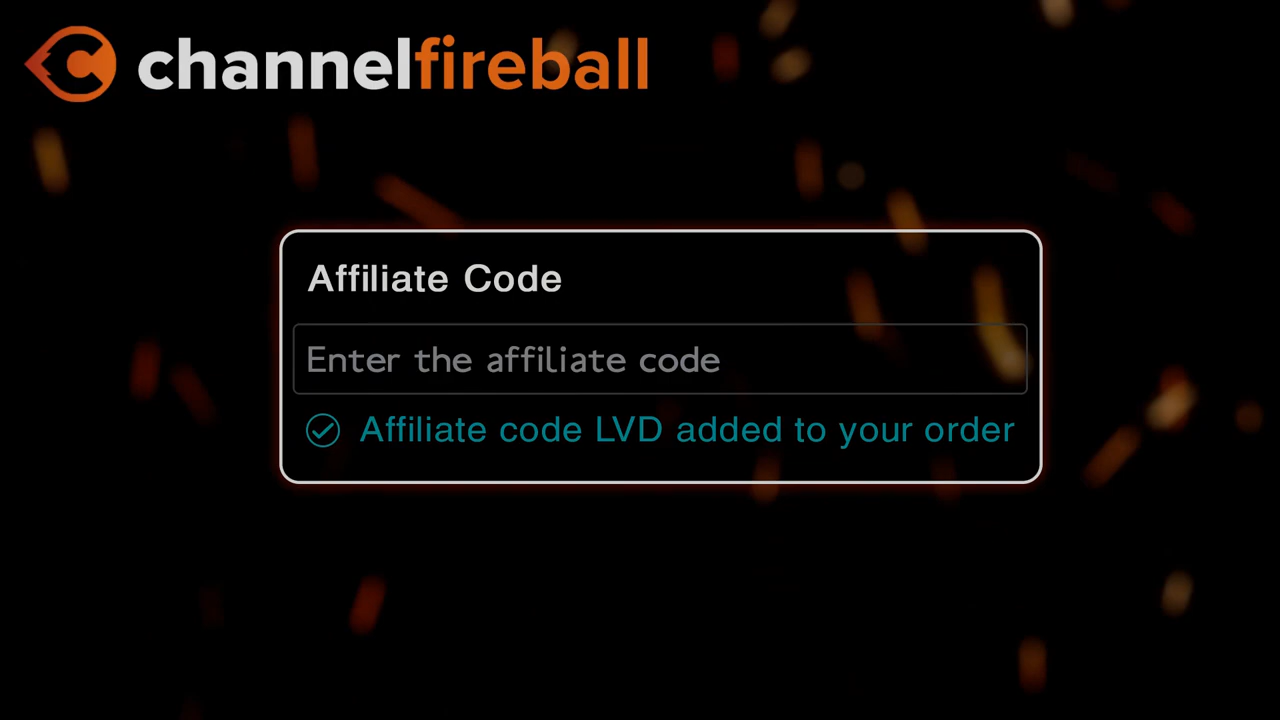 channelfireball
Affiliate Code
Enter the affiliate code
Affiliate code LVD added to your order